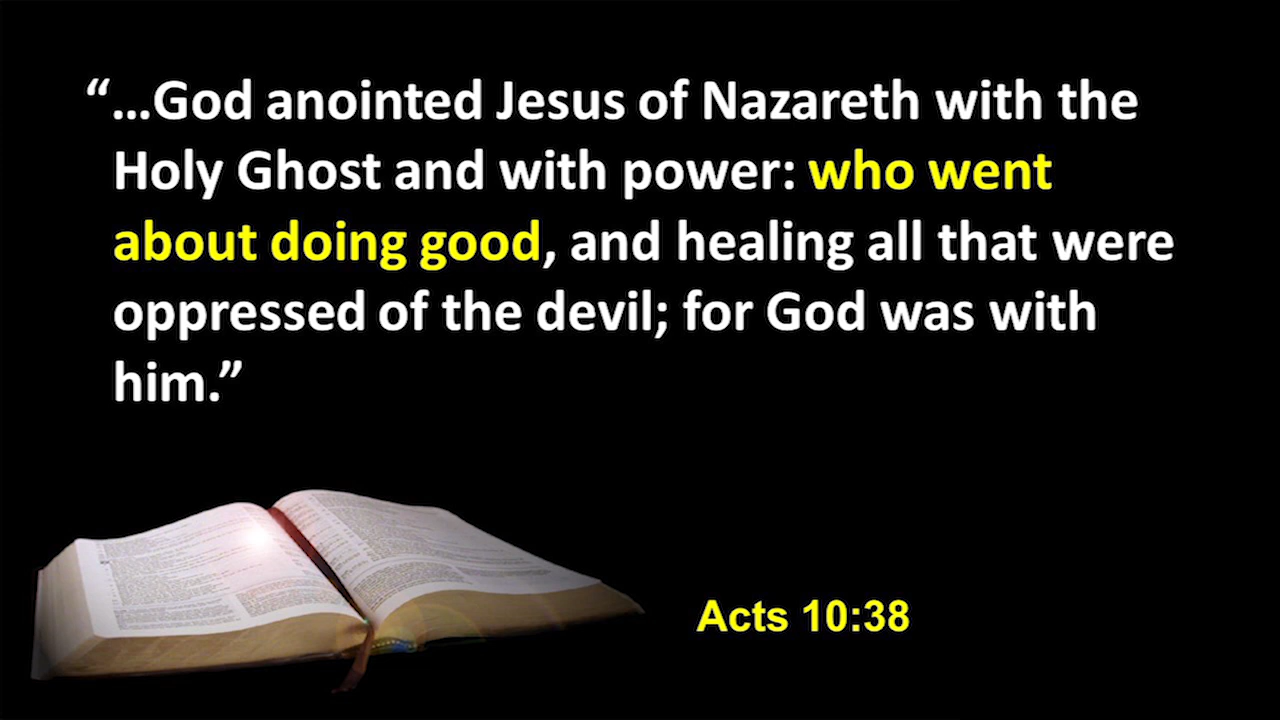 “…God anointed Jesus of Nazareth with the
Holy Ghost and with power: who went
about doing good, and healing all that were
oppressed of the devil; for God was with
him.”
Acts 10:38